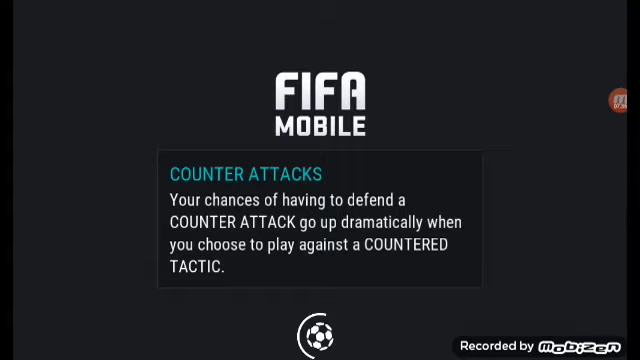 FIFA
MOBILE
COUNTER ATTACKS
Your chances of having to defend a
COUNTER ATTACK go up dramatically when
you choose to play against a COUNTERED
TACTIC.
Recorded by mobizen